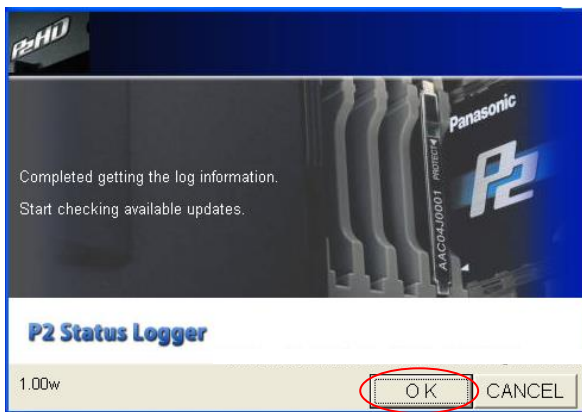 P2HD
Panasonic
P2
PROTECT
AAC04J0001
Completed getting the log information.
Start checking available updates.
P2 Status Logger
1.00w
OK
CANCEL